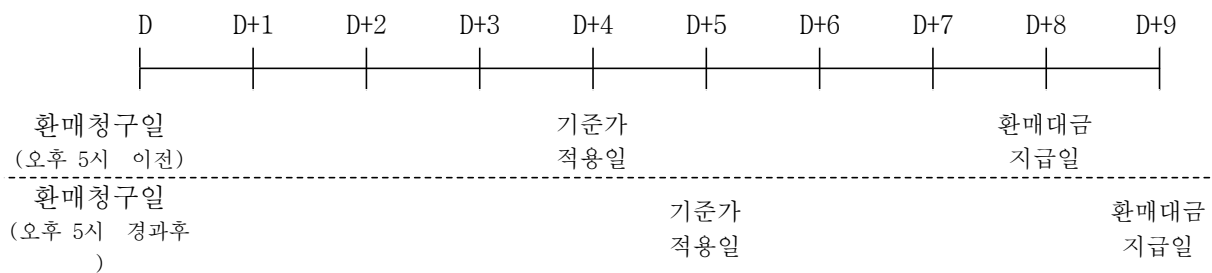 D D+1 D+2 D+3 D+4 D+5 D+6 D+7 D+8 D+9
환매청구일 기준가 환매대금
(오후 5시 이전) 적용일 지급일
환매청구일 기준가 환매대금
(오후 5시 경과후 적용일 지급일
)